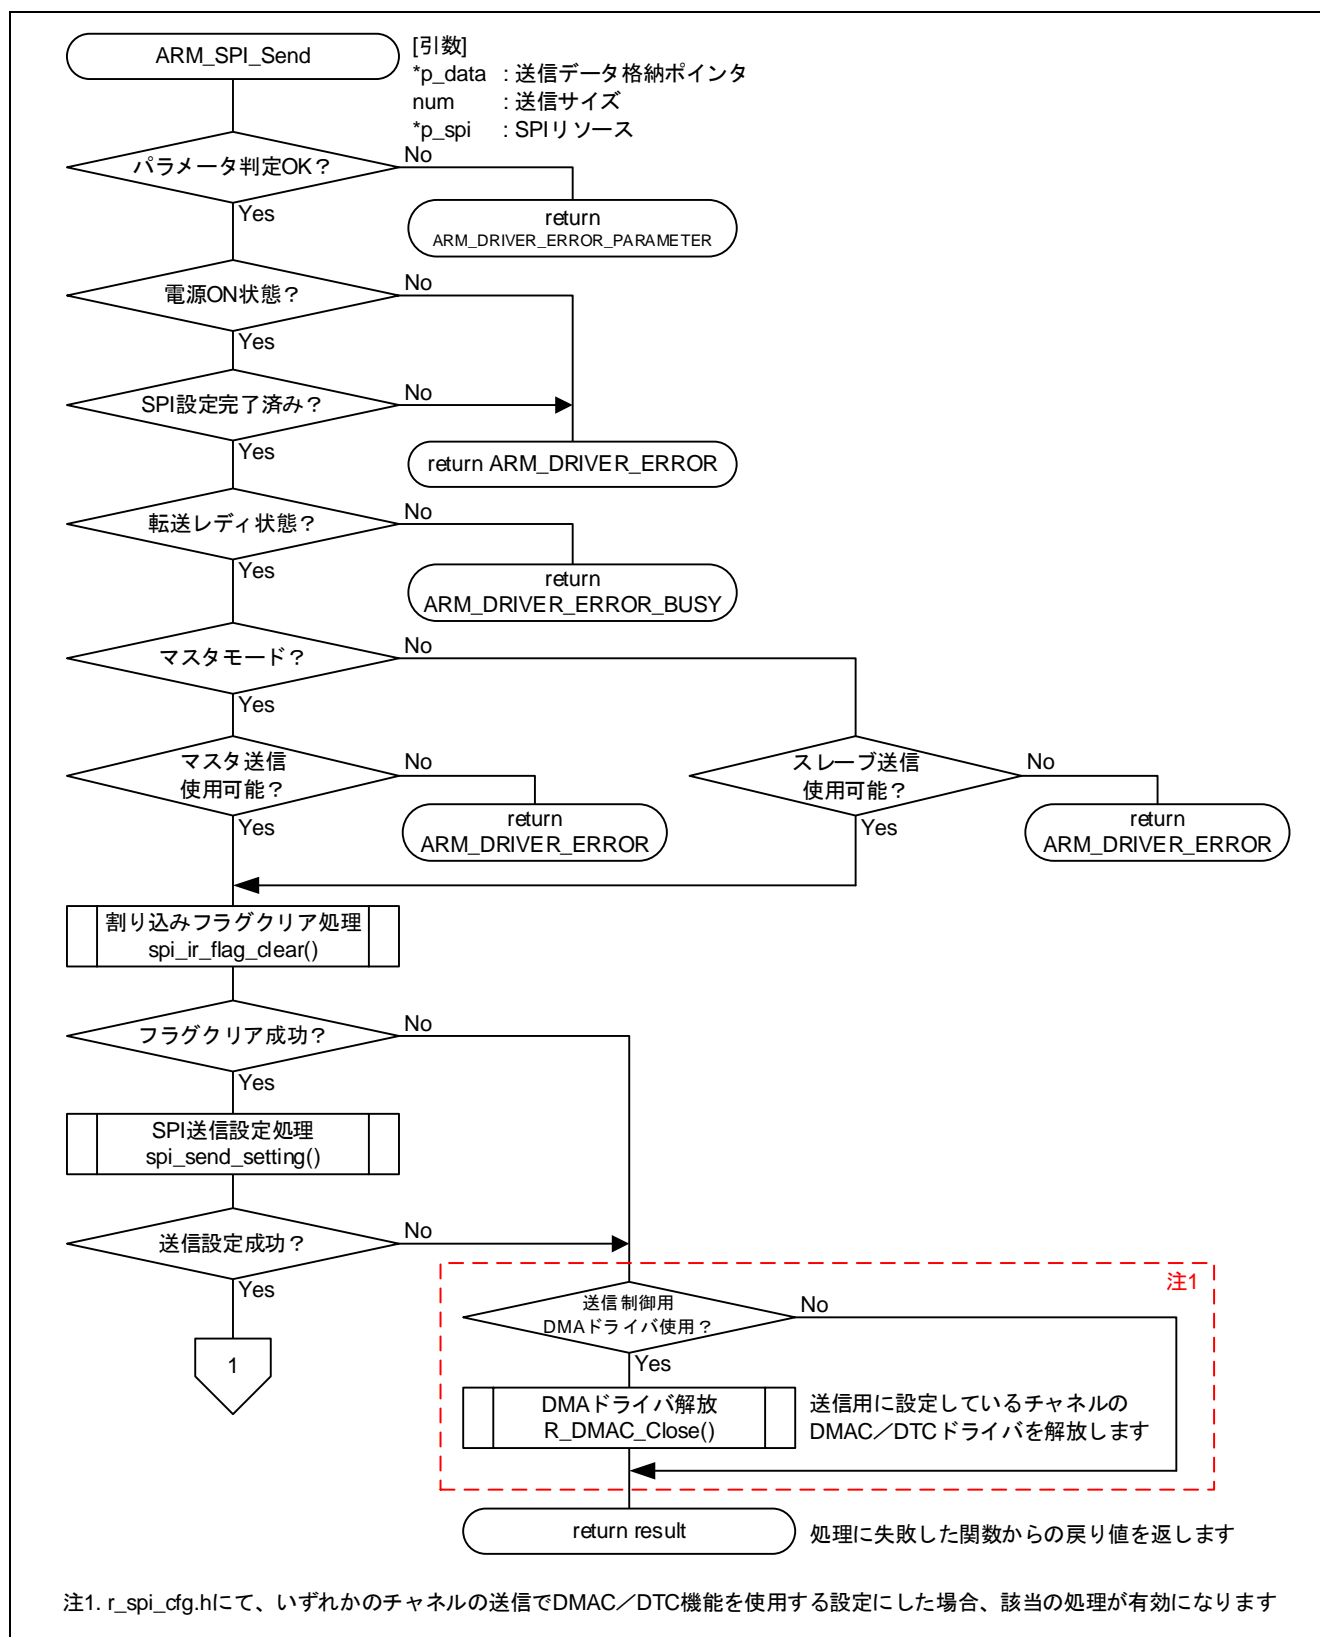 ARM_SPI_Send
[引数]
*p_data : 送信データ格納ポインタ
num : 送信サイズ
*p_spi : SPIリソース
パラメータ判定OK？
No
Yes
return
ARM_DRIVER_ERROR_PARAMETER
電源ON状態？
No
Yes
SPI設定完了済み？
No
Yes
return ARM_DRIVER_ERROR
転送レディ状態？
No
Yes
return
ARM_DRIVER_ERROR_BUSY
マスタモード？
No
Yes
マスタ送信
使用可能？
No
Yes
return
ARM_DRIVER_ERROR
スレーブ送信
使用可能？
No
Yes
return
ARM_DRIVER_ERROR
割り込みフラグクリア処理
spi_ir_flag_clear()
フラグクリア成功？
No
Yes
SPI送信設定処理
spi_send_setting()
送信設定成功？
No
Yes
1
注1
送信制御用
DMAドライバ使用？
No
Yes
DMAドライバ解放
R_DMAC_Close()
送信用に設定しているチャネルの
DMAC／DTCドライバを解放します
return result
処理に失敗した関数からの戻り値を返します
注1. r_spi_cfg.hにて、いずれかのチャネルの送信でDMAC／DTC機能を使用する設定にした場合、該当の処理が有効になります